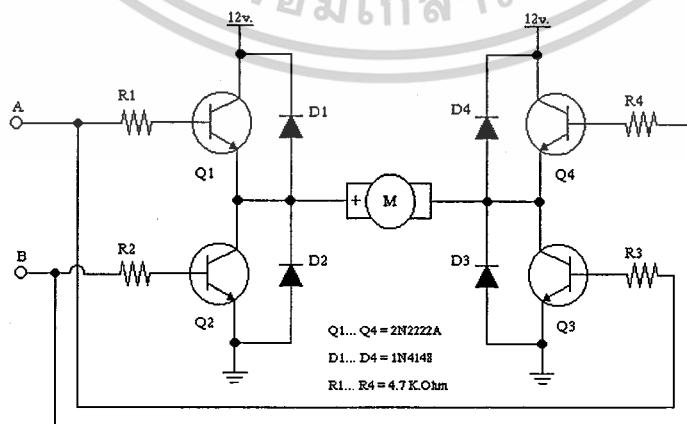 12v.
12v.
A
R1
D1
D4
R4
Q1
Q4
+
M
B
R2
D2
D3
R3
Q2
Q3
Q1... Q4 = 2N2222A
D1... D4 = 1N4148
R1... R4 = 4.7 K.Ohm